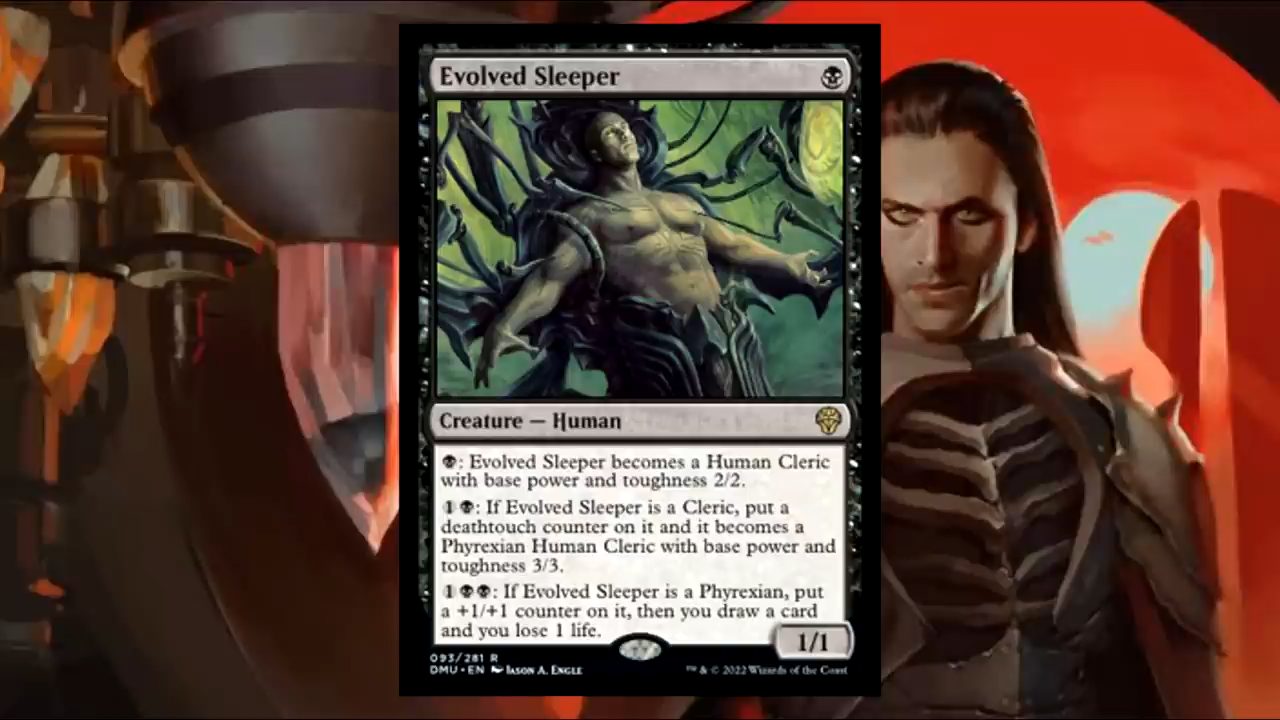 Evolved Sleeper
Creature — Human
: Evolved Sleeper becomes a Human Cleric
with base power and toughness 2/2.
1 : If Evolved Sleeper is a Cleric, put a
deathtouch counter on it and it becomes a
Phyrexian Human Cleric with base power and
toughness 3/3.
1 : If Evolved Sleeper is a Phyrexian, put
a +1/+1 counter on it, then you draw a card
and you lose 1 life.
1/1
093/281 R
DMU • EN Jason A. Engle
™ & © 2022 Wizards of the Coast